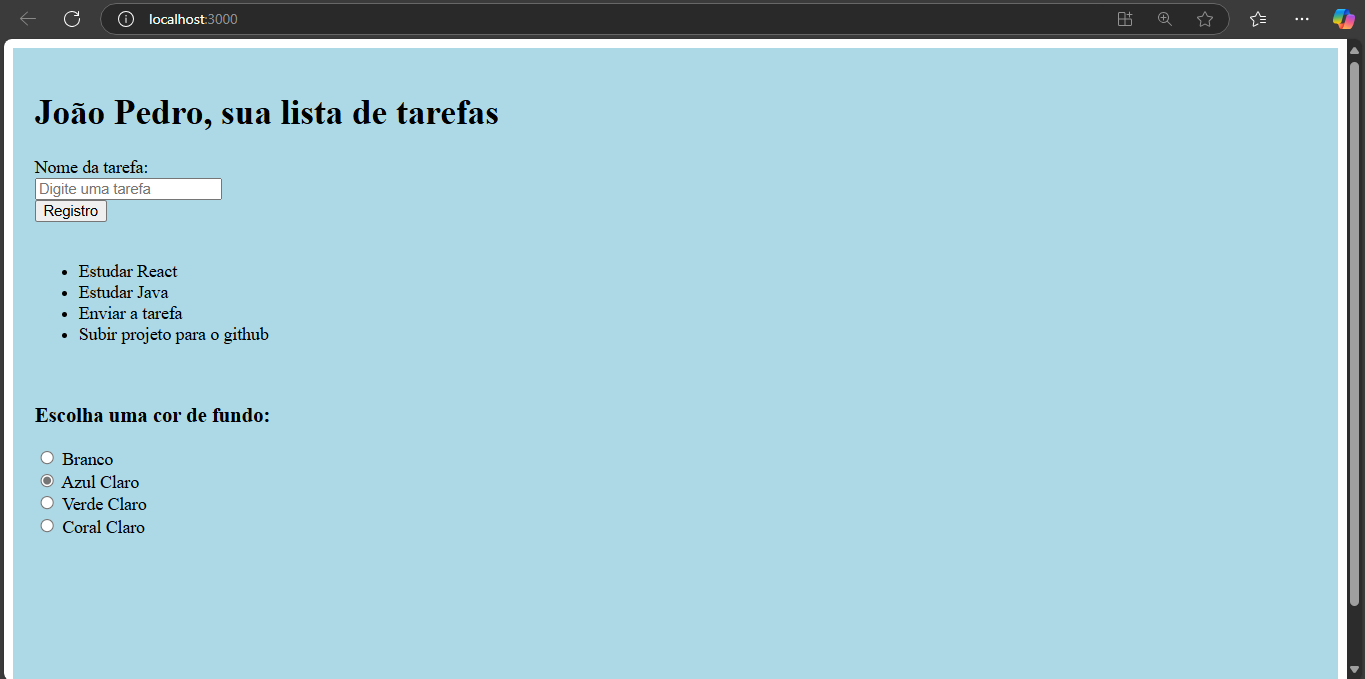 localhost:3000
João Pedro, sua lista de tarefas
Nome da tarefa:
Digite uma tarefa
Registro
Estudar React
Estudar Java
Enviar a tarefa
Subir projeto para o github
Escolha uma cor de fundo:
Branco
Azul Claro
Verde Claro
Coral Claro